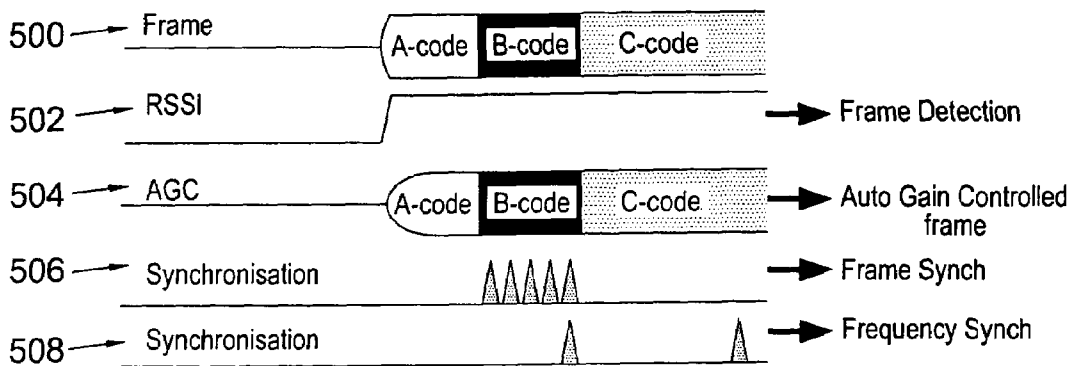 500 Frame A-code B-code C-code
502 RSSI Frame Detection
504 AGC A-code B-code C-code Auto Gain Controlled
frame
506 Synchronisation Frame Synch
508 Synchronisation Frequency Synch